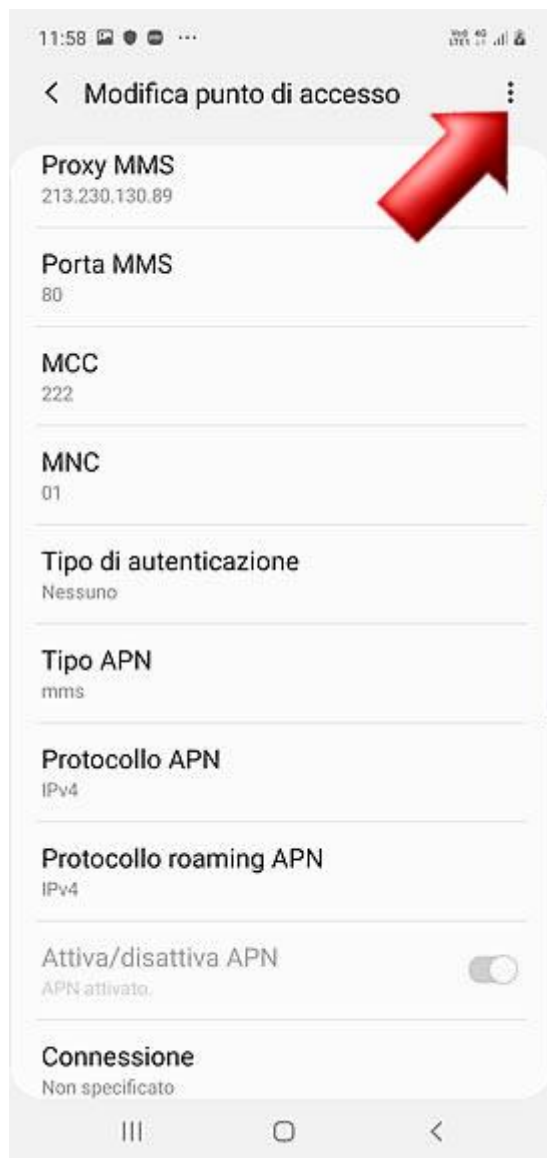 11:58
Modifica punto di accesso
Proxy MMS
213.230.130.89
Porta MMS
80
MCC
222
MNC
01
Tipo di autenticazione
Nessuno
Tipo APN
mms
Protocollo APN
IPv4
Protocollo roaming APN
IPv4
Attiva/disattiva APN
APN attivato.
Connessione
Non specificato